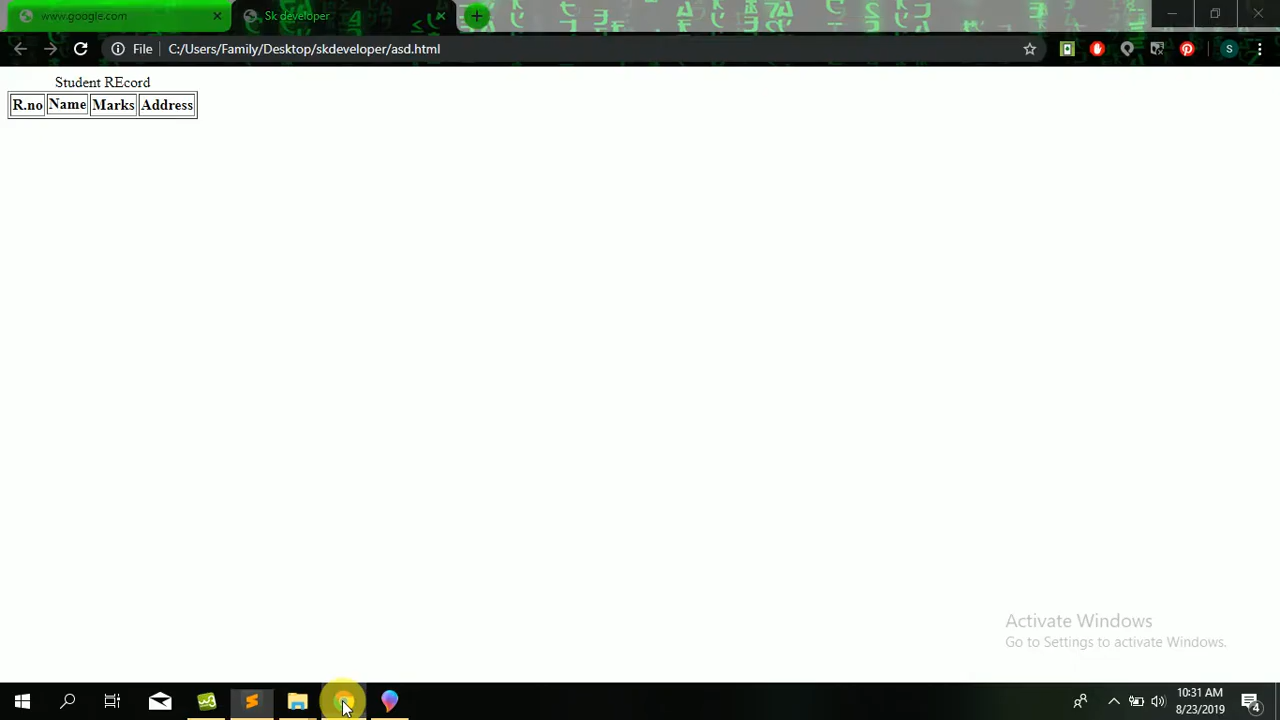 www.google.com
Sk developer
File
C:/Users/Family/Desktop/skdeveloper/asd.html
S
Student REcord
R.no Name Marks Address
Activate Windows
Go to Settings to activate Windows.
10:31 AM
8/23/2019
4